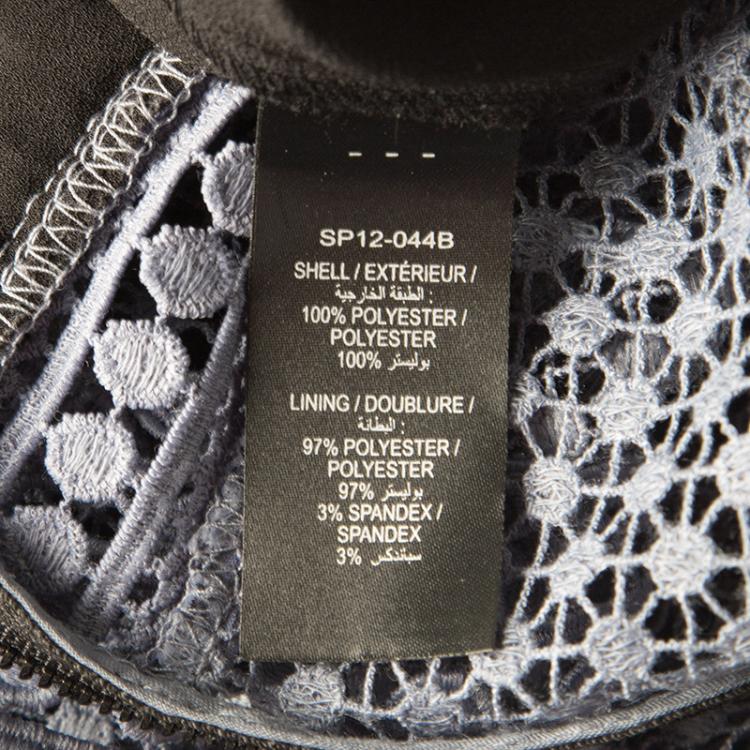 - - -
SP12-044B
SHELL / EXTÉRIEUR /
الطبقة الخارجية :
100% POLYESTER /
POLYESTER
100% بوليستر
LINING / DOUBLURE /
البطانة :
97% POLYESTER /
POLYESTER
97% بوليستر
3% SPANDEX /
SPANDEX
3% سباندكس